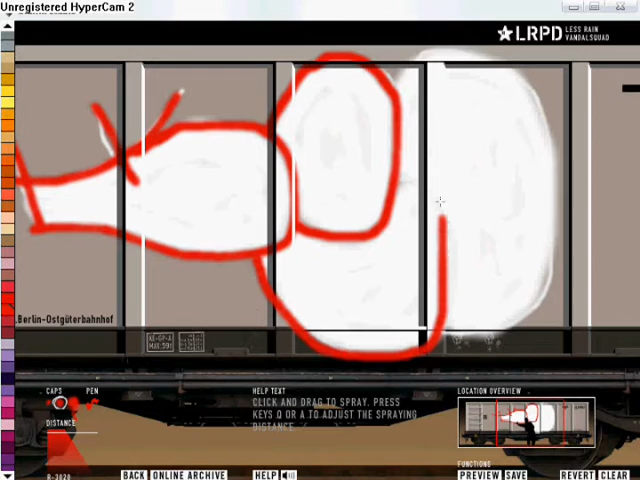 Unregistered HyperCam 2
LRPD LESS RAIN
VANDALSQUAD
.Berlin-Ostgüterbahnhof
CAPS PEN
DISTANCE
R-3020
HELP TEXT
CLICK AND DRAG TO SPRAY. PRESS
KEYS Q OR A TO ADJUST THE SPRAYING
DISTANCE
LOCATION OVERVIEW
FUNCTIONS
BACK ONLINE ARCHIVE HELP PREVIEW SAVE REVERT CLEAR